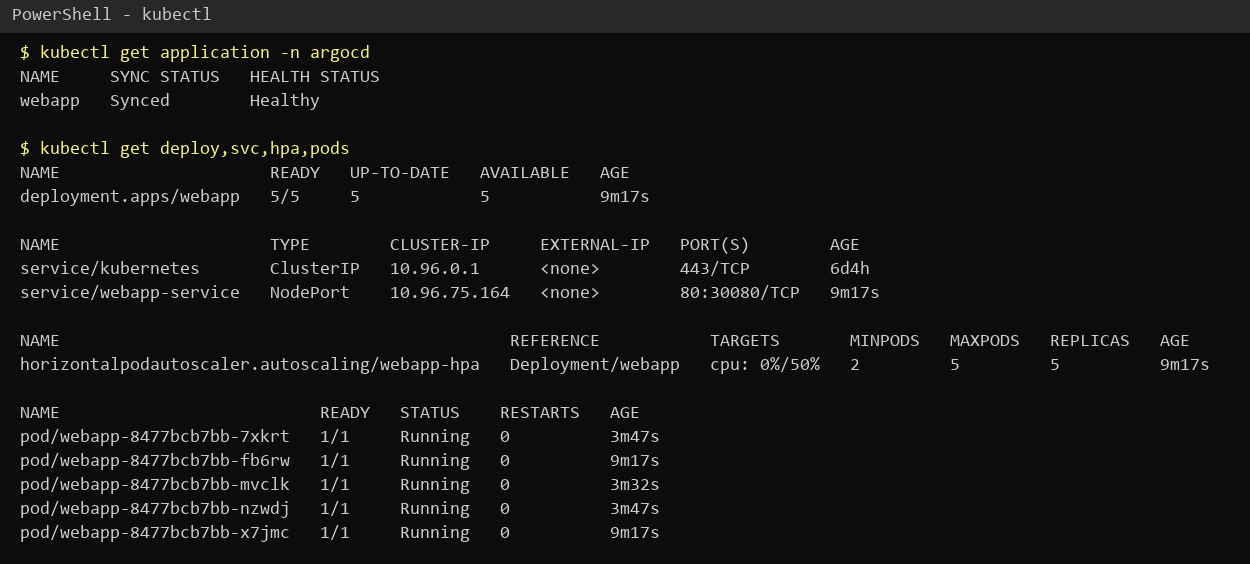 PowerShell - kubectl
$ kubectl get application -n argocd
NAME     SYNC STATUS   HEALTH STATUS
webapp   Synced        Healthy
$ kubectl get deploy,svc,hpa,pods
NAME                     READY   UP-TO-DATE   AVAILABLE   AGE
deployment.apps/webapp   5/5     5            5           9m17s
NAME                     TYPE        CLUSTER-IP     EXTERNAL-IP   PORT(S)        AGE
service/kubernetes       ClusterIP   10.96.0.1      <none>        443/TCP        6d4h
service/webapp-service   NodePort    10.96.75.164   <none>        80:30080/TCP   9m17s
NAME                                             REFERENCE           TARGETS       MINPODS   MAXPODS   REPLICAS   AGE
horizontalpodautoscaler.autoscaling/webapp-hpa   Deployment/webapp   cpu: 0%/50%   2         5         5          9m17s
NAME                          READY   STATUS    RESTARTS   AGE
pod/webapp-8477bcb7bb-7xkrt   1/1     Running   0          3m47s
pod/webapp-8477bcb7bb-fb6rw   1/1     Running   0          9m17s
pod/webapp-8477bcb7bb-mvclk   1/1     Running   0          3m32s
pod/webapp-8477bcb7bb-nzwdj   1/1     Running   0          3m47s
pod/webapp-8477bcb7bb-x7jmc   1/1     Running   0          9m17s